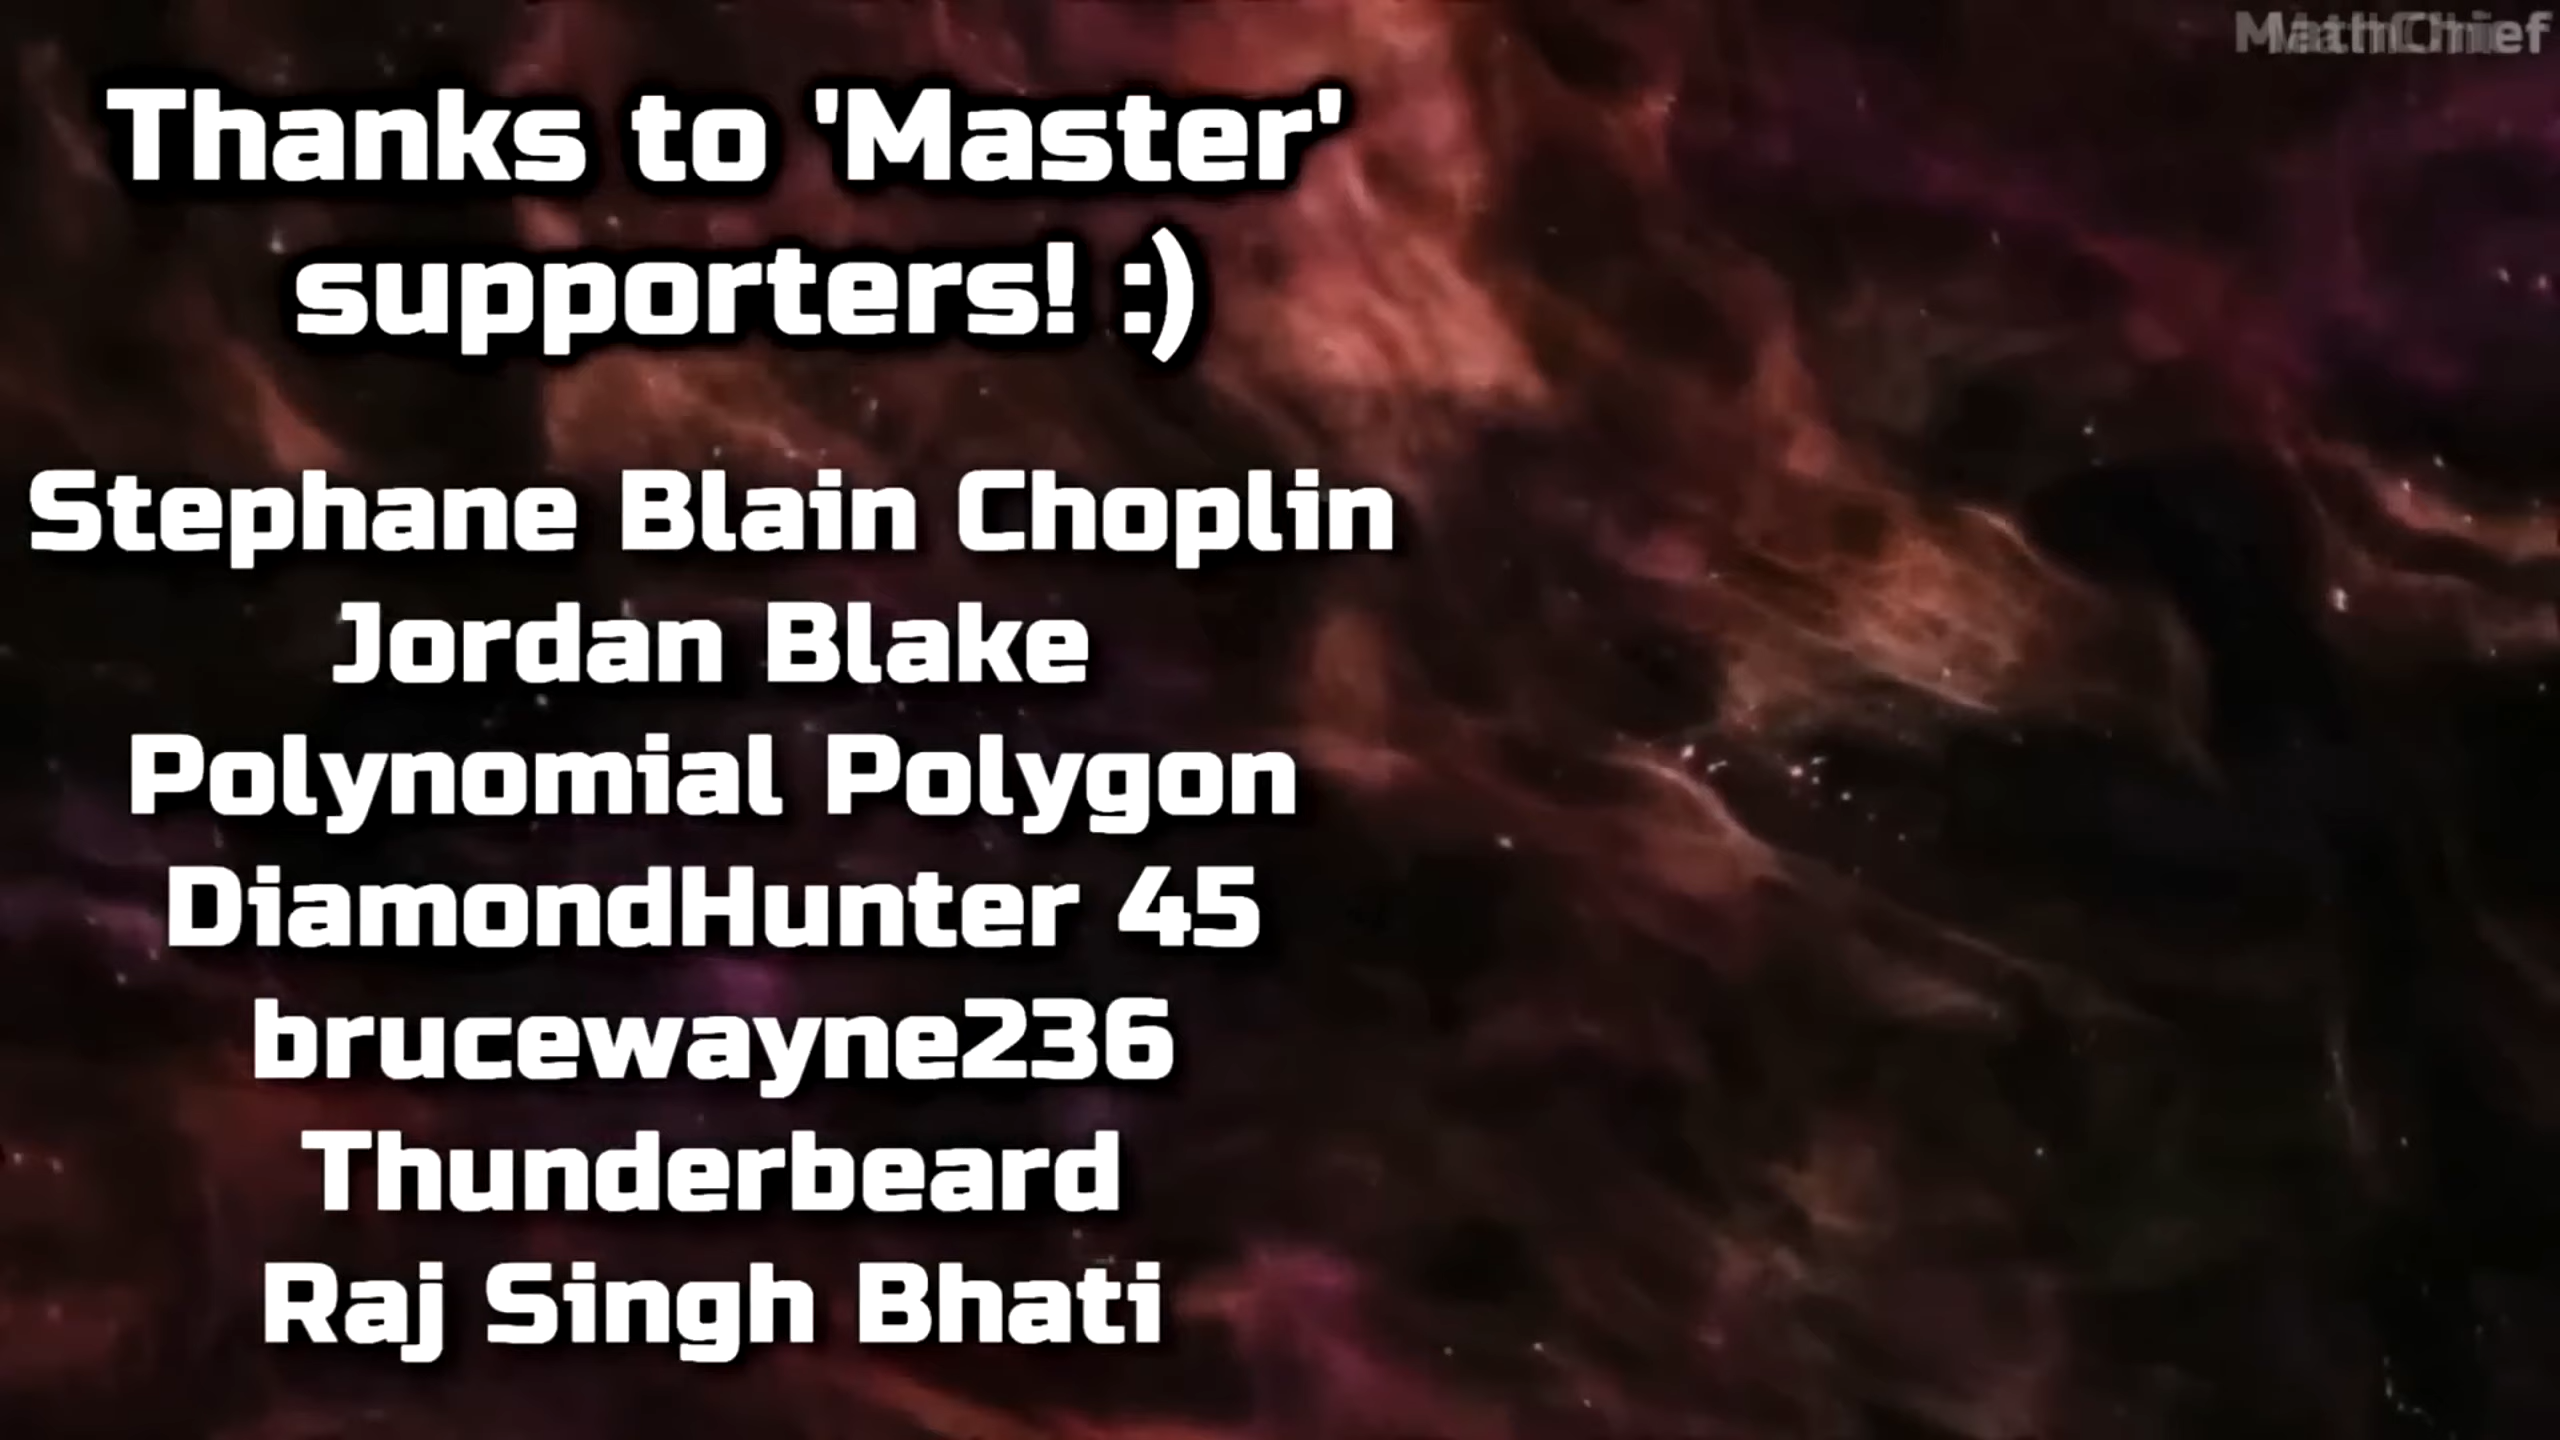 MathChief
Thanks to 'Master'
supporters! :)
Stephane Blain Choplin
Jordan Blake
Polynomial Polygon
DiamondHunter 45
brucewayne236
Thunderbeard
Raj Singh Bhati